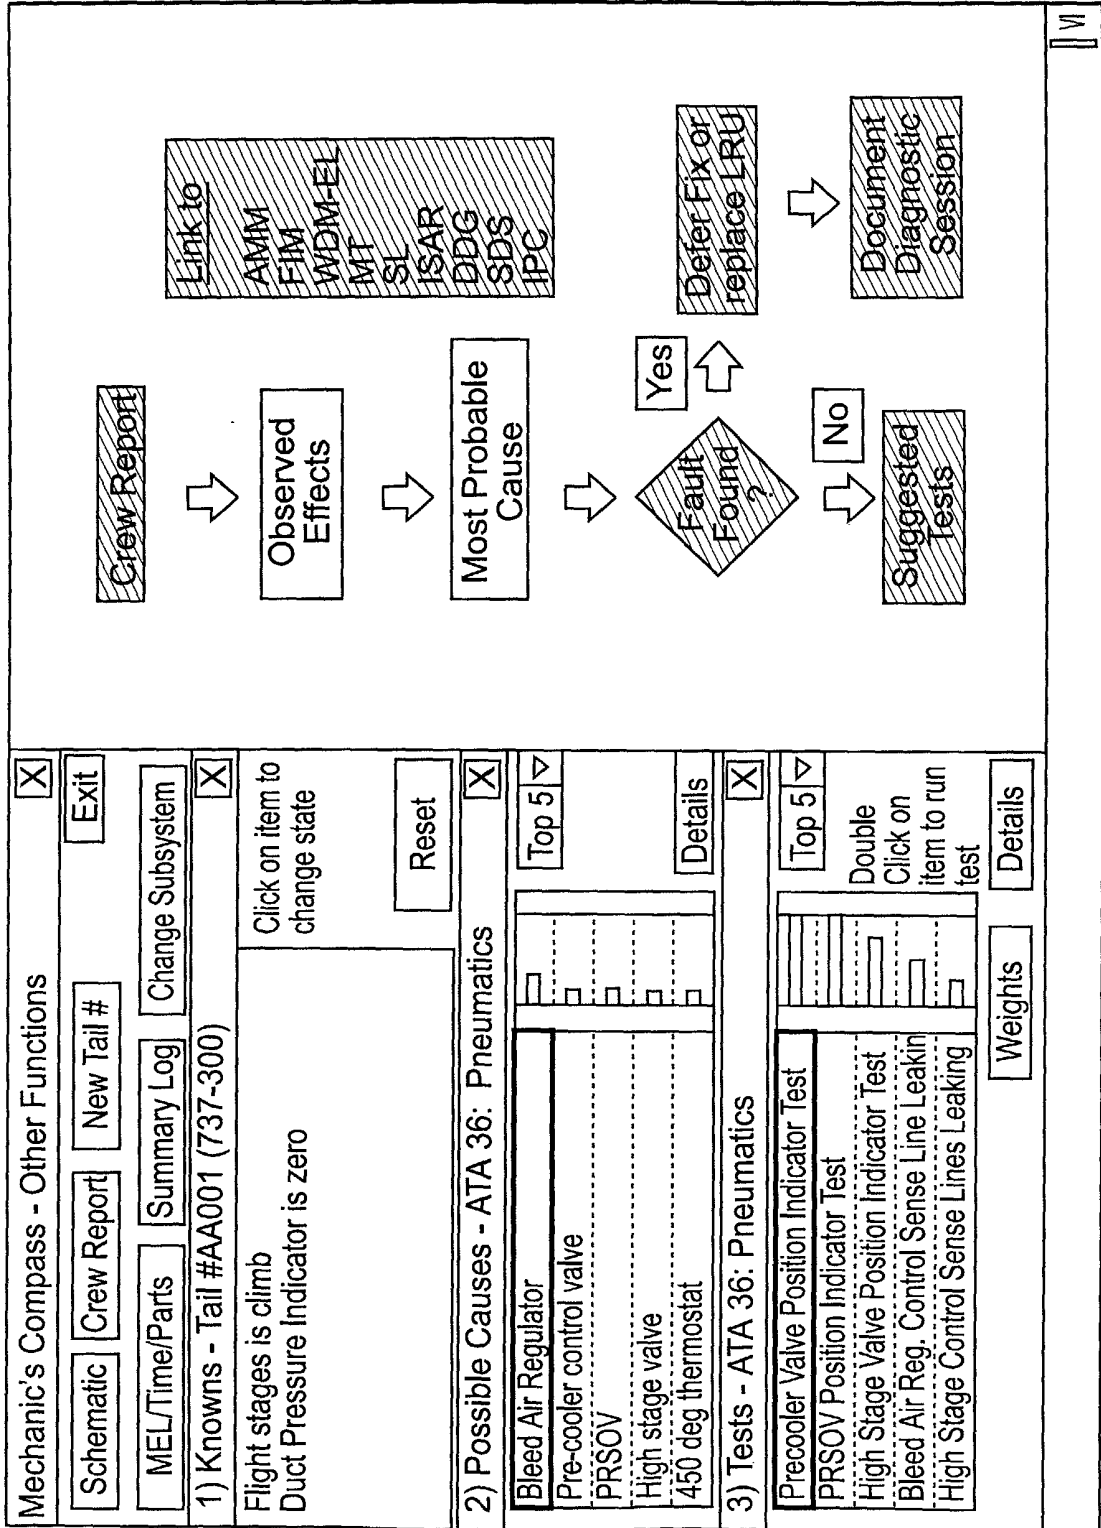 Mechanic's Compass - Other Functions
X
Schematic
Crew Report
New Tail #
Exit
MEL/Time/Parts
Summary Log
Change Subsystem
1) Knowns - Tail #AA001 (737-300)
X
Flight stages is climb
Duct Pressure Indicator is zero
Click on item to
change state
Reset
2) Possible Causes - ATA 36: Pneumatics
X
Bleed Air Regulator
Pre-cooler control valve
PRSOV
High stage valve
450 deg thermostat
Top 5
Details
3) Tests - ATA 36: Pneumatics
X
Precooler Valve Position Indicator Test
PRSOV Position Indicator Test
High Stage Valve Position Indicator Test
Bleed Air Reg. Control Sense Line Leakin
High Stage Control Sense Lines Leaking
Top 5
Double
Click on
item to run
test
Weights
Details
Crew Report
Observed
Effects
Most Probable
Cause
Fault
Found
?
Yes
No
Suggested
Tests
Defer Fix or
replace LRU
Document
Diagnostic
Session
Link to
AMM
FIM
WDM-EL
MT
SL
ISAR
DDG
SDS
IPC